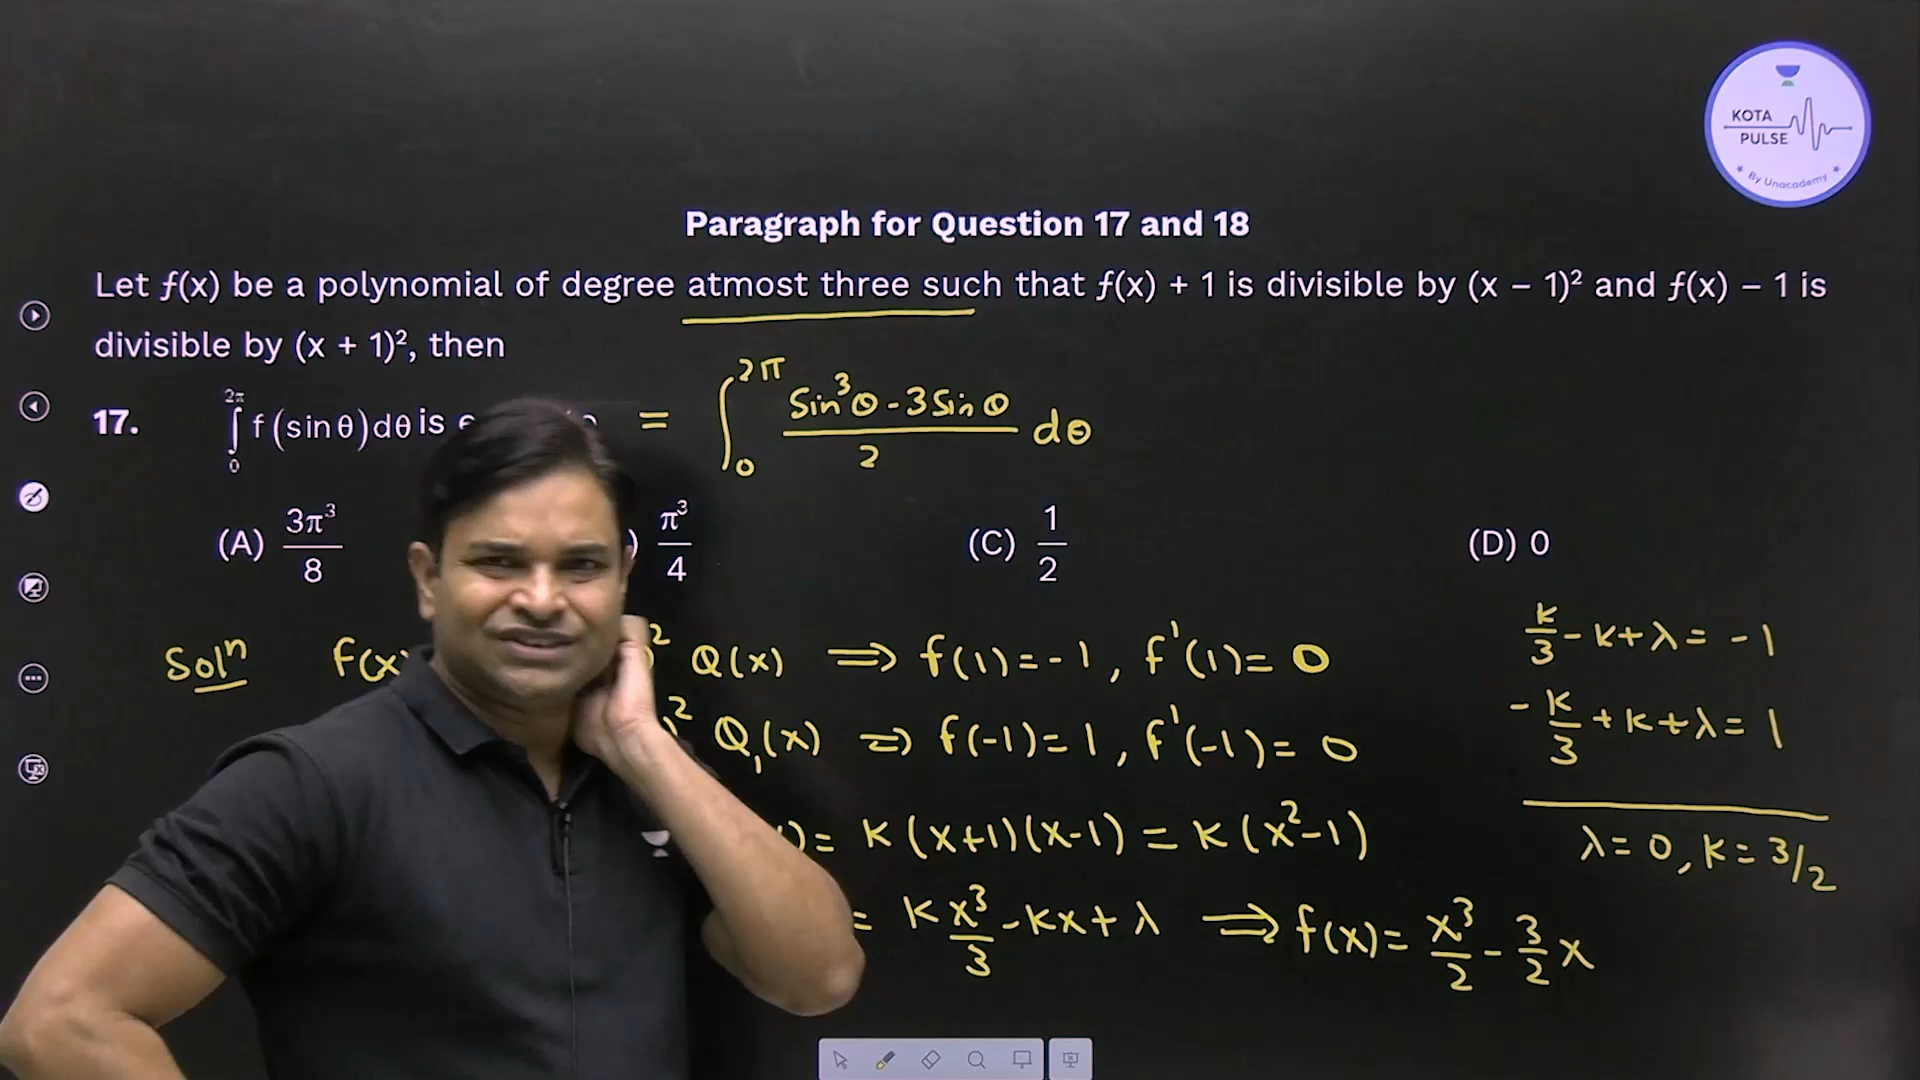 KOTA
PULSE
★ By Unacademy ★
Paragraph for Question 17 and 18
Let f(x) be a polynomial of degree atmost three such that f(x) + 1 is divisible by (x – 1)² and f(x) – 1 is
divisible by (x + 1)², then
17. ∫₀^{2π} f (sin θ) dθ is = ∫₀^{2π} (Sin³θ - 3Sinθ)/2 dθ
(A) 3π³/8 ) π³/4 (C) 1/2 (D) 0
k/3 - k + λ = -1
Solⁿ f(x) ² Q(x) ⟹ f(1) = -1 , f'(1) = 0
- k/3 + k + λ = 1
)² Q₁(x) ⟹ f(-1) = 1 , f'(-1) = 0
) = k (x+1)(x-1) = k (x²-1)
λ = 0 , k = 3/2
= k x³/3 - kx + λ ⟹ f(x) = x³/2 - 3/2 x